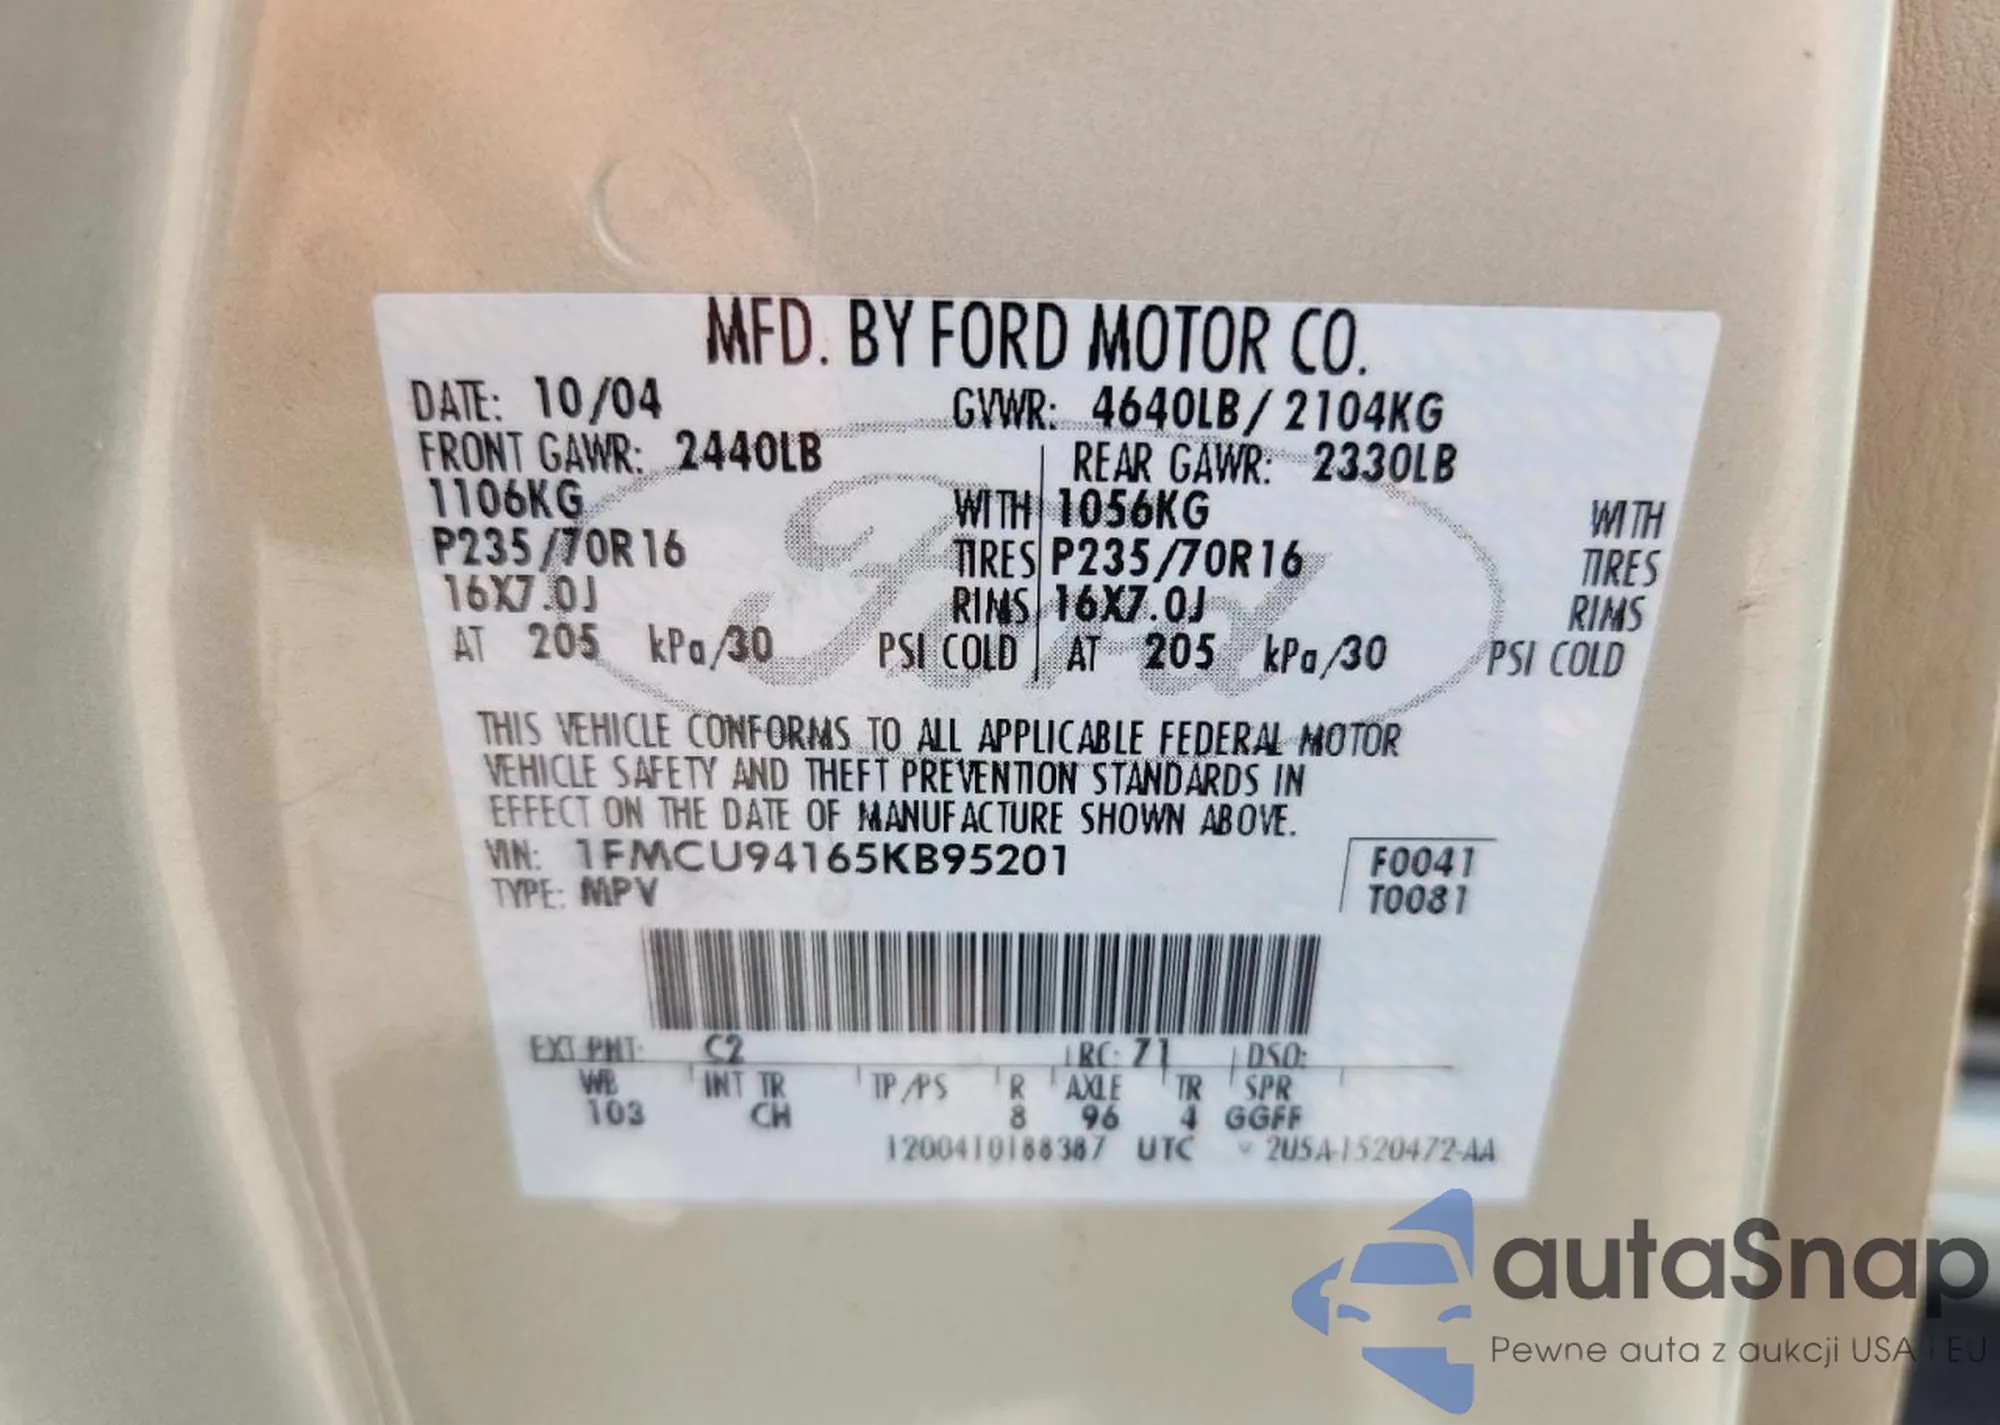 MFD. BY FORD MOTOR CO.
DATE: 10/04 GVWR: 4640LB/ 2104KG
FRONT GAWR: 2440LB REAR GAWR: 2330LB
1106KG WITH 1056KG WITH
P235/70R16 TIRES P235/70R16 TIRES
16X7.0J RIMS 16X7.0J RIMS
AT 205 kPa/30 PSI COLD AT 205 kPa/30 PSI COLD
Ford
THIS VEHICLE CONFORMS TO ALL APPLICABLE FEDERAL MOTOR
VEHICLE SAFETY AND THEFT PREVENTION STANDARDS IN
EFFECT ON THE DATE OF MANUFACTURE SHOWN ABOVE.
VIN: 1FMCU94165KB95201 F0041
TYPE: MPV T0081
EXT PNT: C2 RC: 71 DSO:
WB INT TR TP/PS R AXLE TR SPR
103 CH 8 96 4 GGFF
1200410188387 UTC 2U5A-1520472-AA
autaSnap
Pewne auta z aukcji USA i EU